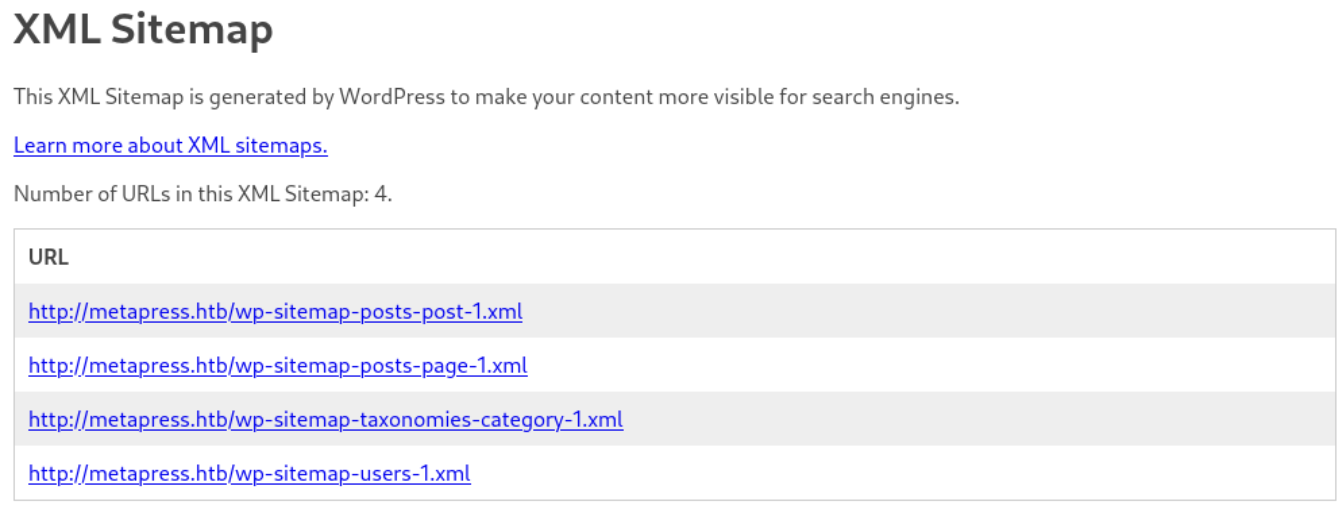 XML Sitemap
This XML Sitemap is generated by WordPress to make your content more visible for search engines.
Learn more about XML sitemaps.
Number of URLs in this XML Sitemap: 4.
URL
http://metapress.htb/wp-sitemap-posts-post-1.xml
http://metapress.htb/wp-sitemap-posts-page-1.xml
http://metapress.htb/wp-sitemap-taxonomies-category-1.xml
http://metapress.htb/wp-sitemap-users-1.xml